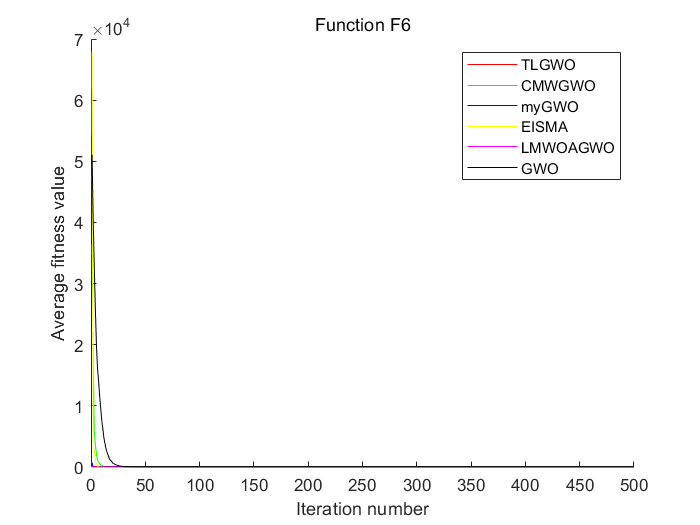 Function F6
×10^4
7
6
5
4
3
2
1
0
Average fitness value
0 50 100 150 200 250 300 350 400 450 500
Iteration number
TLGWO
CMWGWO
myGWO
EISMA
LMWOAGWO
GWO